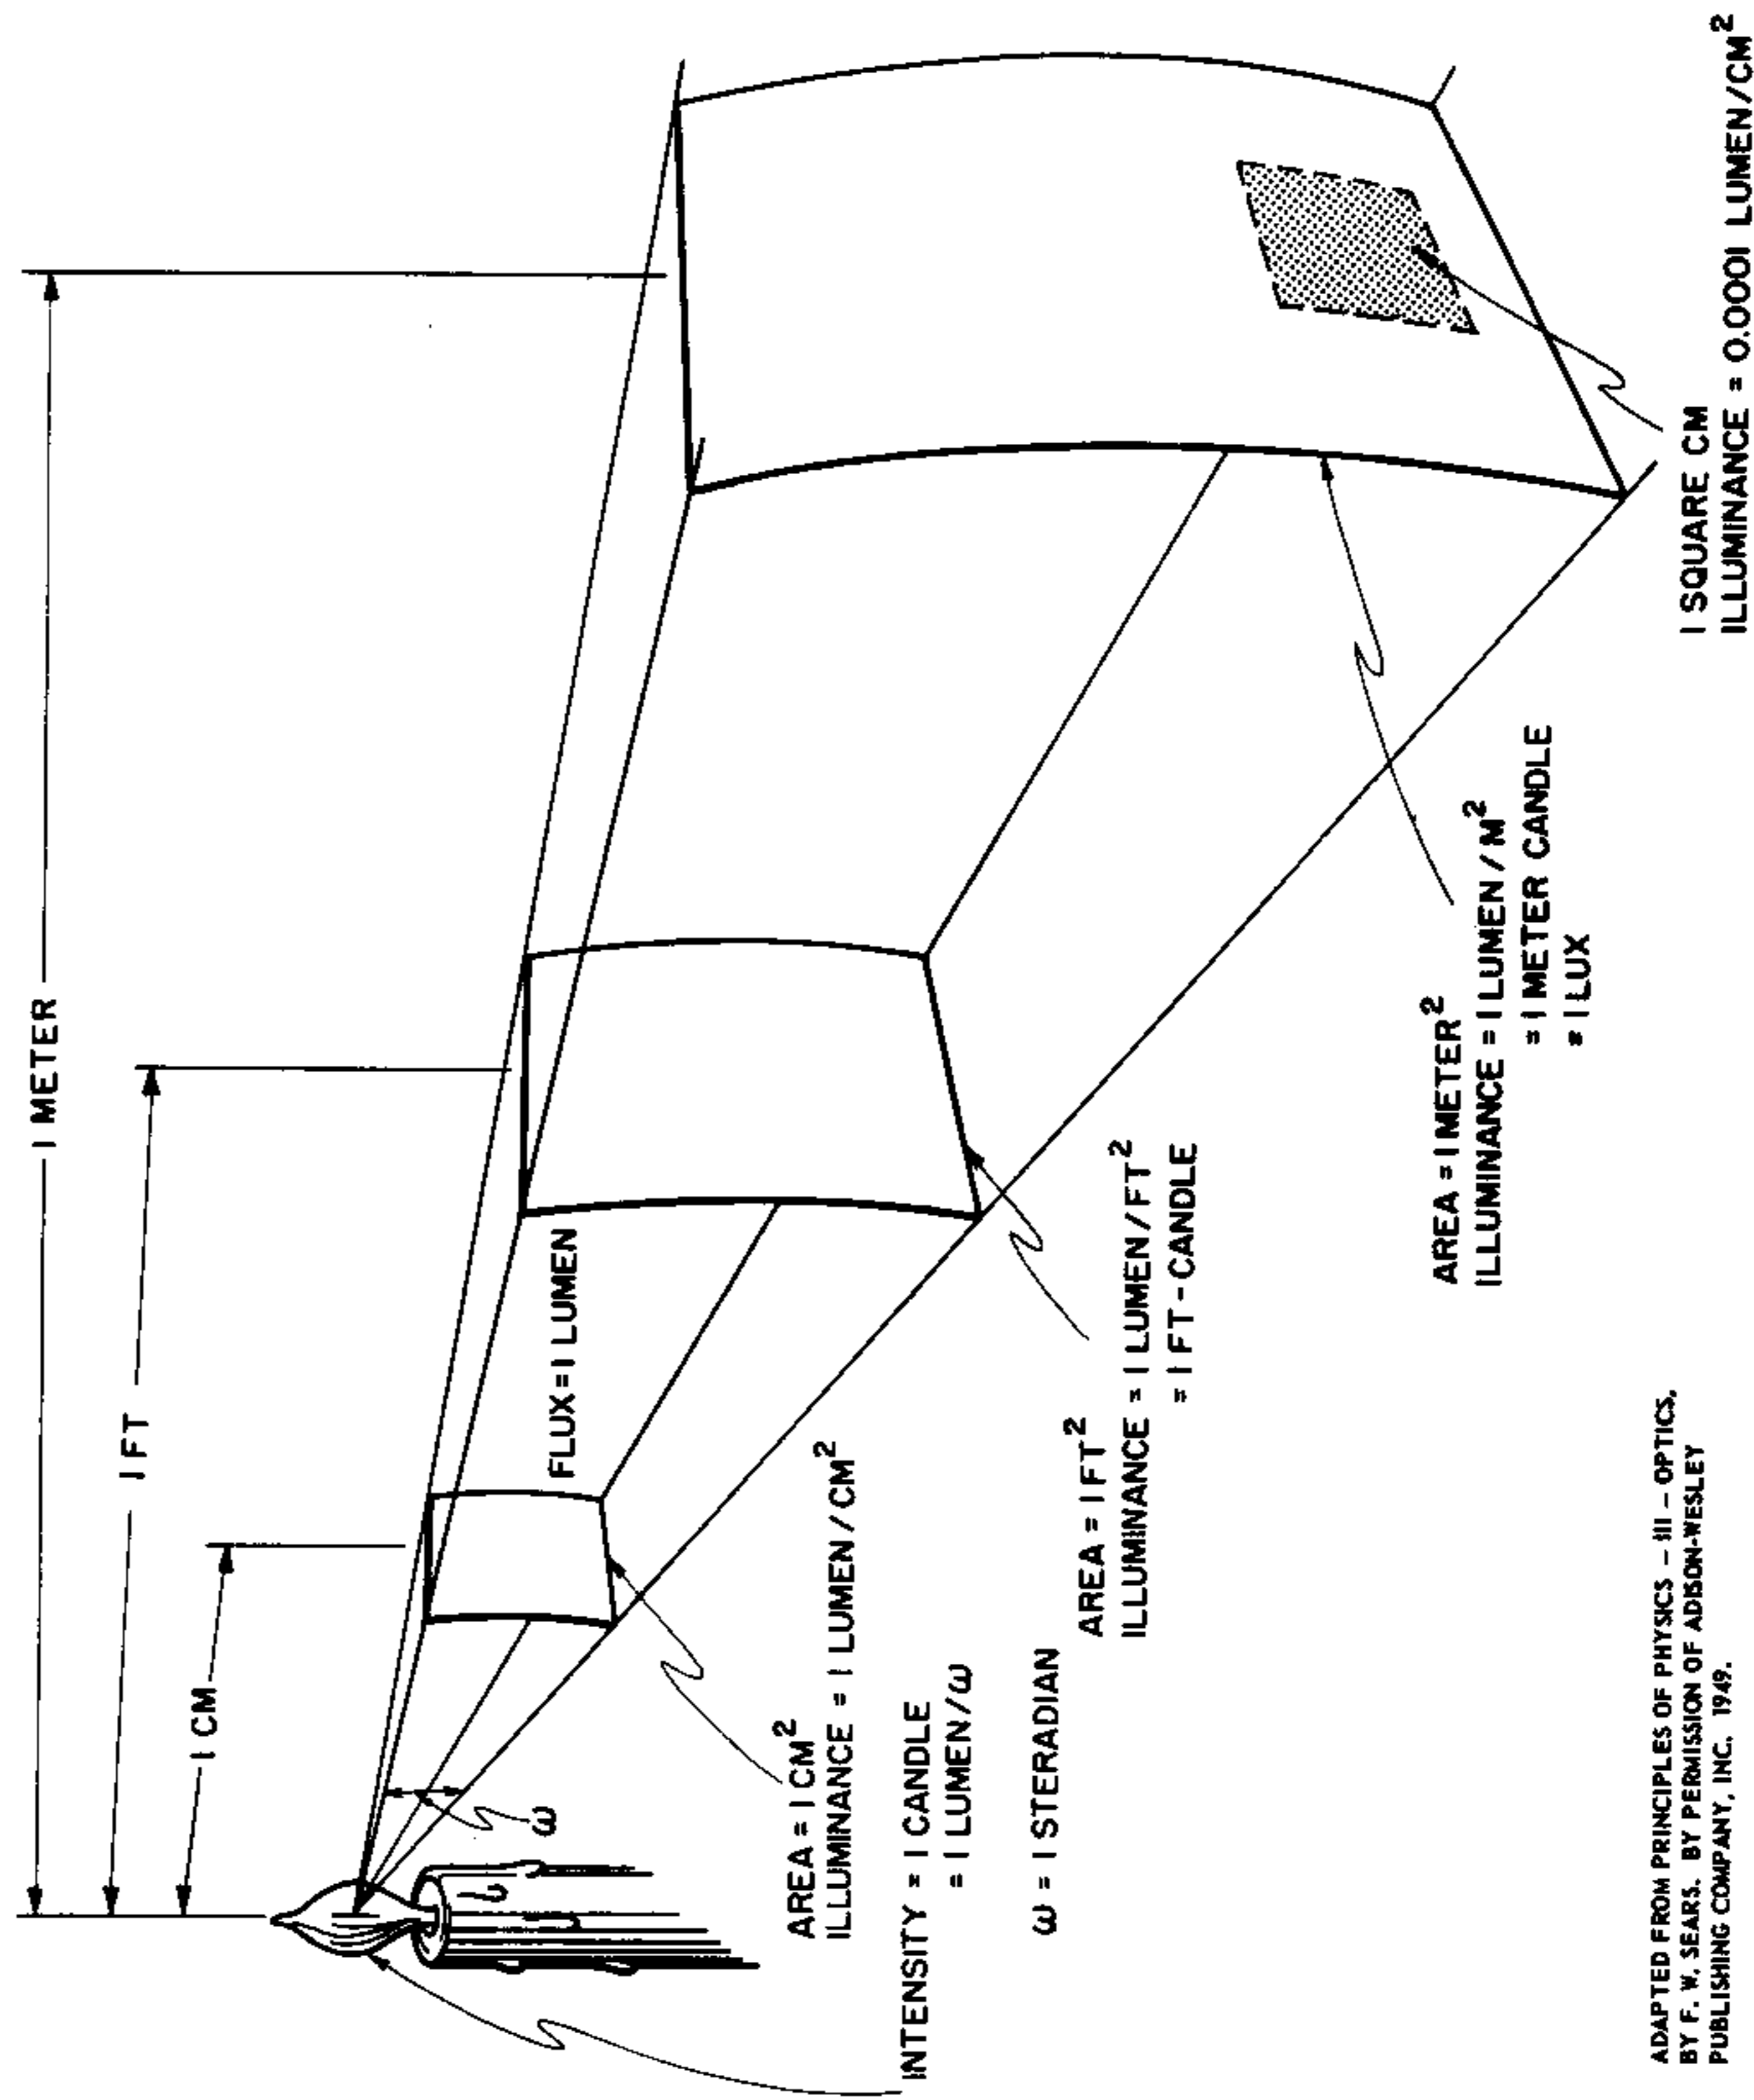 1 METER
1 FT
1 CM
ω
FLUX = 1 LUMEN
AREA = 1 CM²
ILLUMINANCE = 1 LUMEN/CM²
INTENSITY = 1 CANDLE
= 1 LUMEN/ω
ω = 1 STERADIAN
AREA = 1 FT²
ILLUMINANCE = 1 LUMEN/FT²
= 1 FT-CANDLE
AREA = 1 METER²
ILLUMINANCE = 1 LUMEN/M²
= 1 METER CANDLE
= 1 LUX
1 SQUARE CM
ILLUMINANCE = 0.0001 LUMEN/CM²
ADAPTED FROM PRINCIPLES OF PHYSICS – III – OPTICS,
BY F. W. SEARS. BY PERMISSION OF ADISON-WESLEY
PUBLISHING COMPANY, INC. 1949.